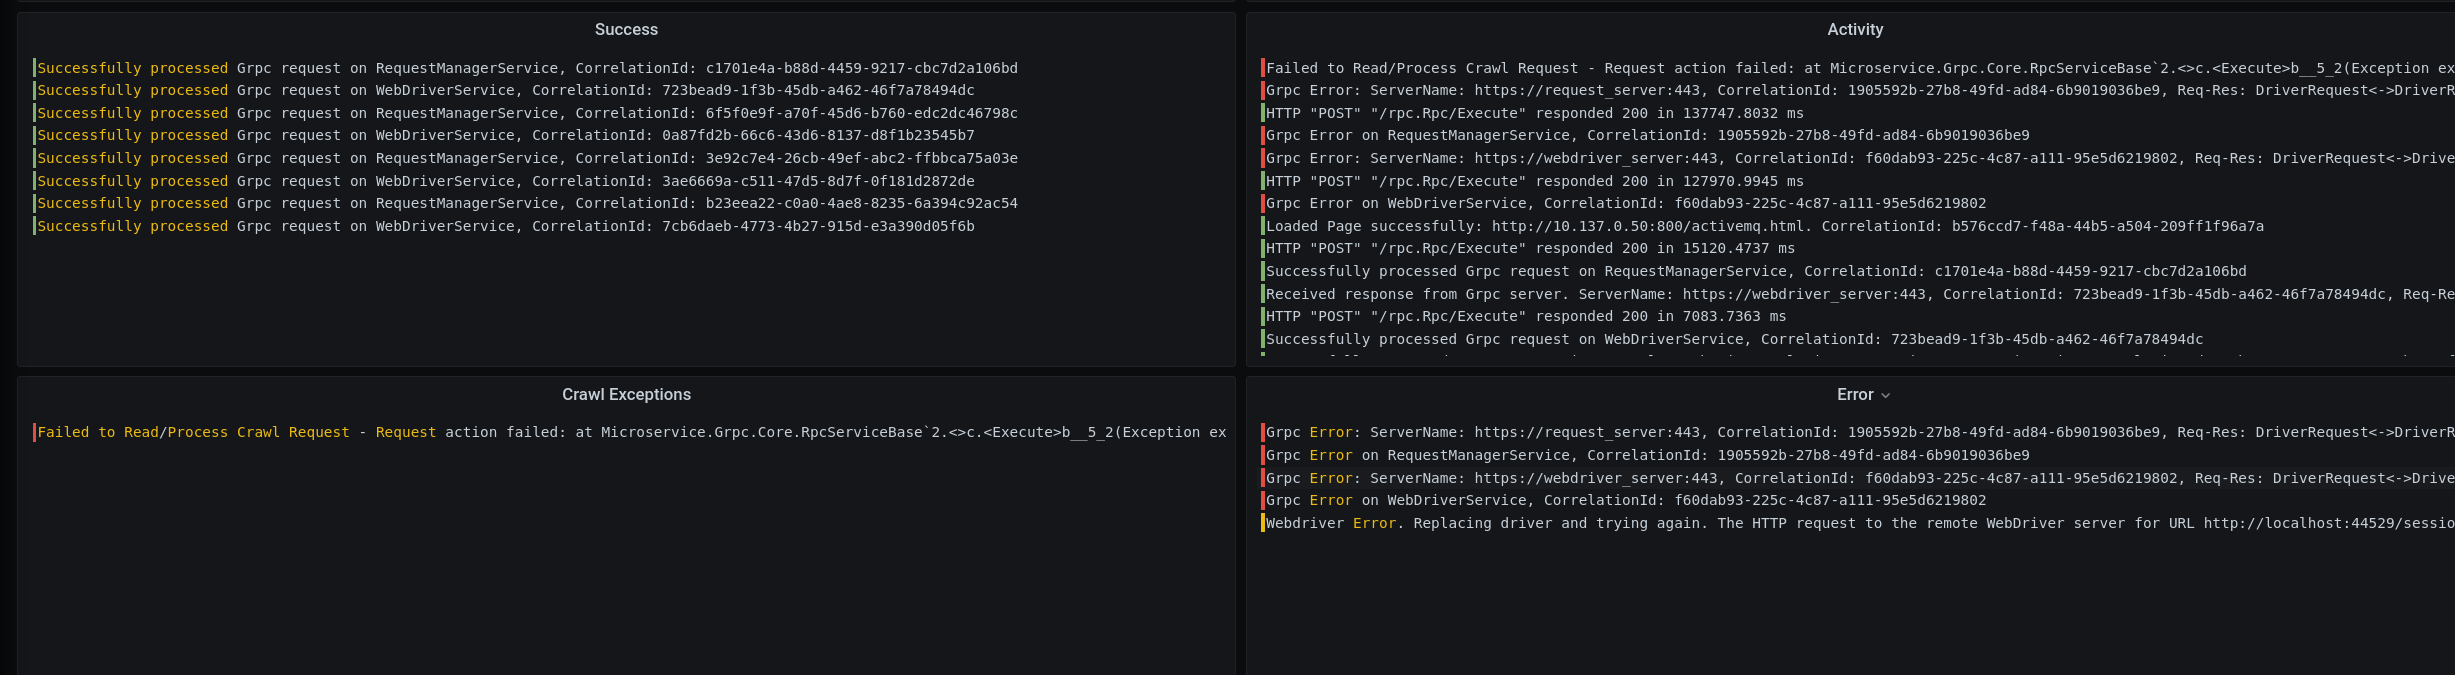 Success
Successfully processed Grpc request on RequestManagerService, CorrelationId: c1701e4a-b88d-4459-9217-cbc7d2a106bd
Successfully processed Grpc request on WebDriverService, CorrelationId: 723bead9-1f3b-45db-a462-46f7a78494dc
Successfully processed Grpc request on RequestManagerService, CorrelationId: 6f5f0e9f-a70f-45d6-b760-edc2dc46798c
Successfully processed Grpc request on WebDriverService, CorrelationId: 0a87fd2b-66c6-43d6-8137-d8f1b23545b7
Successfully processed Grpc request on RequestManagerService, CorrelationId: 3e92c7e4-26cb-49ef-abc2-ffbbca75a03e
Successfully processed Grpc request on WebDriverService, CorrelationId: 3ae6669a-c511-47d5-8d7f-0f181d2872de
Successfully processed Grpc request on RequestManagerService, CorrelationId: b23eea22-c0a0-4ae8-8235-6a394c92ac54
Successfully processed Grpc request on WebDriverService, CorrelationId: 7cb6daeb-4773-4b27-915d-e3a390d05f6b
Activity
Failed to Read/Process Crawl Request - Request action failed: at Microservice.Grpc.Core.RpcServiceBase`2.<>c.<Execute>b__5_2(Exception ex
Grpc Error: ServerName: https://request_server:443, CorrelationId: 1905592b-27b8-49fd-ad84-6b9019036be9, Req-Res: DriverRequest<->DriverR
HTTP "POST" "/rpc.Rpc/Execute" responded 200 in 137747.8032 ms
Grpc Error on RequestManagerService, CorrelationId: 1905592b-27b8-49fd-ad84-6b9019036be9
Grpc Error: ServerName: https://webdriver_server:443, CorrelationId: f60dab93-225c-4c87-a111-95e5d6219802, Req-Res: DriverRequest<->Drive
HTTP "POST" "/rpc.Rpc/Execute" responded 200 in 127970.9945 ms
Grpc Error on WebDriverService, CorrelationId: f60dab93-225c-4c87-a111-95e5d6219802
Loaded Page successfully: http://10.137.0.50:800/activemq.html. CorrelationId: b576ccd7-f48a-44b5-a504-209ff1f96a7a
HTTP "POST" "/rpc.Rpc/Execute" responded 200 in 15120.4737 ms
Successfully processed Grpc request on RequestManagerService, CorrelationId: c1701e4a-b88d-4459-9217-cbc7d2a106bd
Received response from Grpc server. ServerName: https://webdriver_server:443, CorrelationId: 723bead9-1f3b-45db-a462-46f7a78494dc, Req-Re
HTTP "POST" "/rpc.Rpc/Execute" responded 200 in 7083.7363 ms
Successfully processed Grpc request on WebDriverService, CorrelationId: 723bead9-1f3b-45db-a462-46f7a78494dc
Crawl Exceptions
Failed to Read/Process Crawl Request - Request action failed: at Microservice.Grpc.Core.RpcServiceBase`2.<>c.<Execute>b__5_2(Exception ex
Error
Grpc Error: ServerName: https://request_server:443, CorrelationId: 1905592b-27b8-49fd-ad84-6b9019036be9, Req-Res: DriverRequest<->DriverR
Grpc Error on RequestManagerService, CorrelationId: 1905592b-27b8-49fd-ad84-6b9019036be9
Grpc Error: ServerName: https://webdriver_server:443, CorrelationId: f60dab93-225c-4c87-a111-95e5d6219802, Req-Res: DriverRequest<->Drive
Grpc Error on WebDriverService, CorrelationId: f60dab93-225c-4c87-a111-95e5d6219802
Webdriver Error. Replacing driver and trying again. The HTTP request to the remote WebDriver server for URL http://localhost:44529/sessio